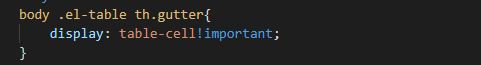 body .el-table th.gutter{
    display: table-cell!important;
}